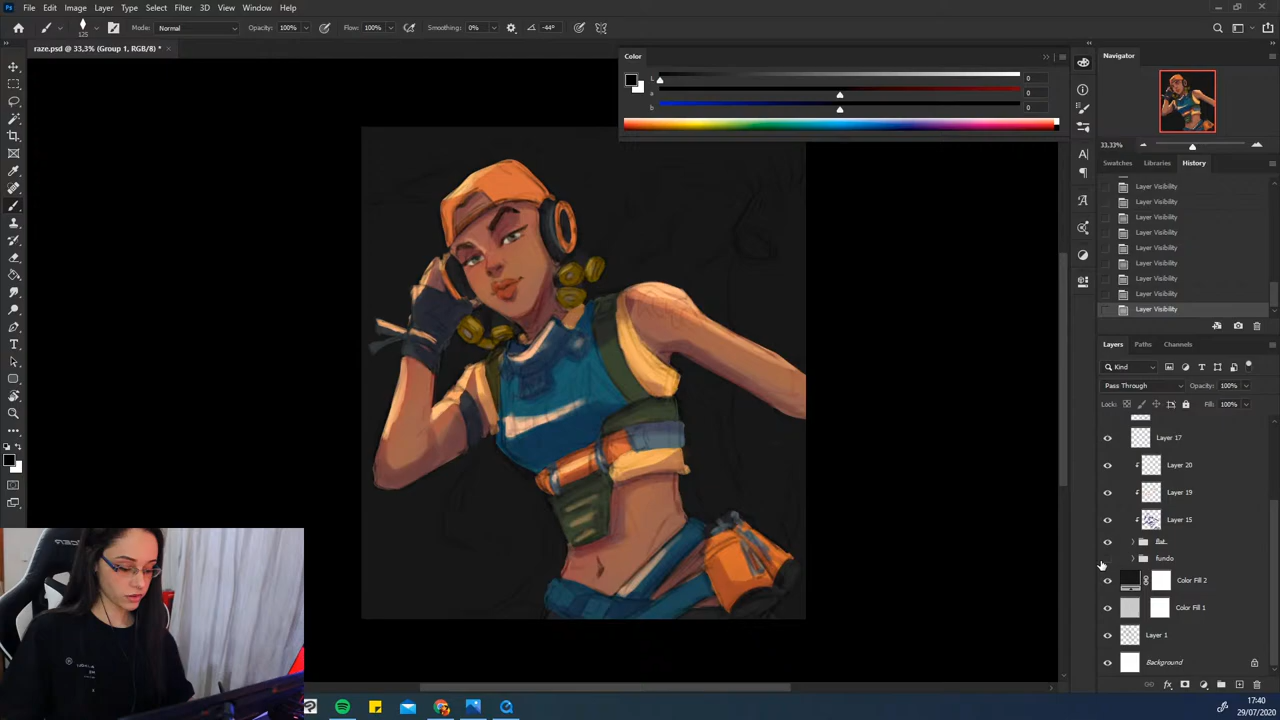 File Edit Image Layer Type Select Filter 3D View Window Help
Mode: Normal Opacity: 100% Flow: 100% Smoothing: 0% -44°
raze.psd @ 33,3% (Group 1, RGB/8) *
Color
L 0
a 0
b 0
Navigator
33,33%
Swatches Libraries History
Layer Visibility
Layer Visibility
Layer Visibility
Layer Visibility
Layer Visibility
Layer Visibility
Layer Visibility
Layer Visibility
Layer Visibility
Layers Paths Channels
Kind
Pass Through Opacity: 100%
Lock: Fill: 100%
Layer 17
Layer 20
Layer 19
Layer 15
flat
fundo
Color Fill 2
Color Fill 1
Layer 1
Background
125
17:40
29/07/2020